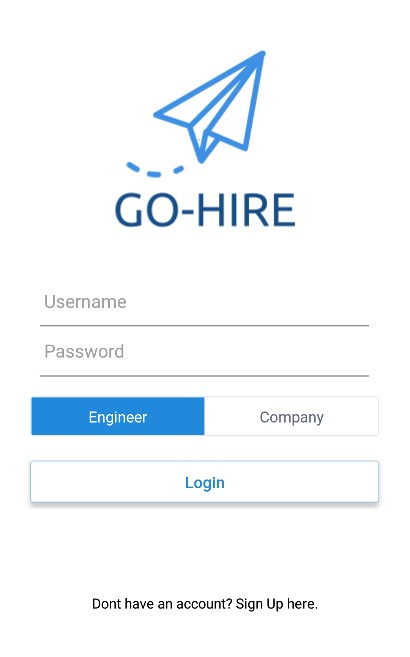 GO-HIRE
Username
Password
Engineer
Company
Login
Dont have an account? Sign Up here.